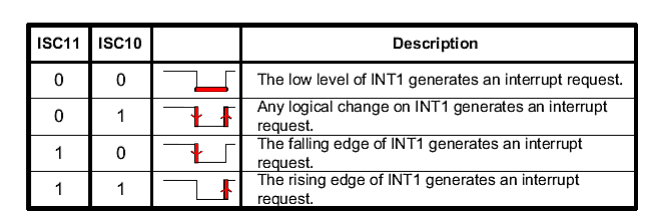 ISC11 ISC10 Description
0 0 The low level of INT1 generates an interrupt request.
0 1 Any logical change on INT1 generates an interrupt
request.
1 0 The falling edge of INT1 generates an interrupt
request.
1 1 The rising edge of INT1 generates an interrupt
request.